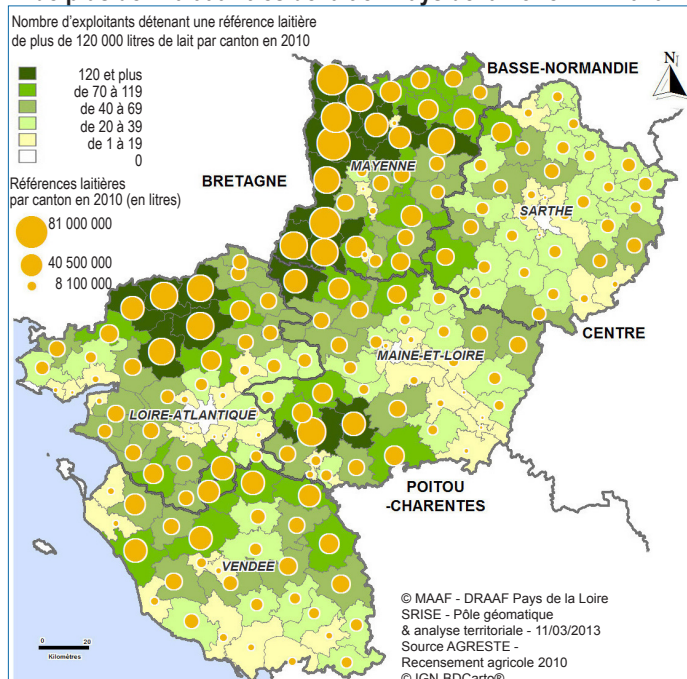 Nombre d'exploitants détenant une référence laitière
de plus de 120 000 litres de lait par canton en 2010
120 et plus
de 70 à 119
de 40 à 69
de 20 à 39
de 1 à 19
0
Références laitières
par canton en 2010 (en litres)
81 000 000
40 500 000
8 100 000
BASSE-NORMANDIE
N
BRETAGNE
MAYENNE
SARTHE
CENTRE
MAINE-ET-LOIRE
LOIRE-ATLANTIQUE
POITOU
-CHARENTES
VENDEE
0 20
Kilomètres
© MAAF - DRAAF Pays de la Loire
SRISE - Pôle géomatique
& analyse territoriale - 11/03/2013
Source AGRESTE -
Recensement agricole 2010
© IGN BDCarto®